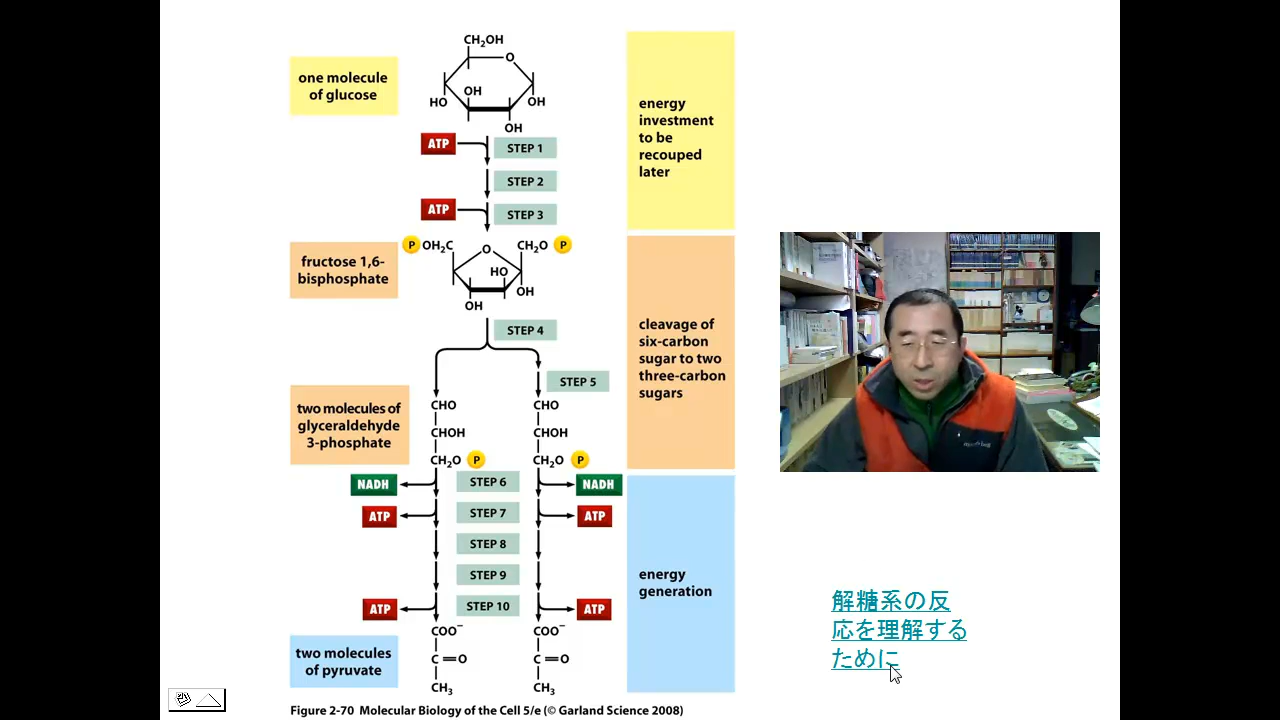 CH₂OH
O
OH
HO
OH
OH
one molecule
of glucose
ATP
STEP 1
STEP 2
ATP
STEP 3
energy
investment
to be
recouped
later
P OH₂C
O
CH₂O P
HO
OH
OH
fructose 1,6-
bisphosphate
STEP 4
STEP 5
cleavage of
six-carbon
sugar to two
three-carbon
sugars
two molecules of
glyceraldehyde
3-phosphate
CHO
CHOH
CH₂O P
CHO
CHOH
CH₂O P
NADH
STEP 6
NADH
ATP
STEP 7
ATP
STEP 8
STEP 9
ATP
STEP 10
ATP
energy
generation
two molecules
of pyruvate
COO⁻
C=O
CH₃
COO⁻
C=O
CH₃
解糖系の反
応を理解する
ために
Figure 2-70 Molecular Biology of the Cell 5/e (© Garland Science 2008)